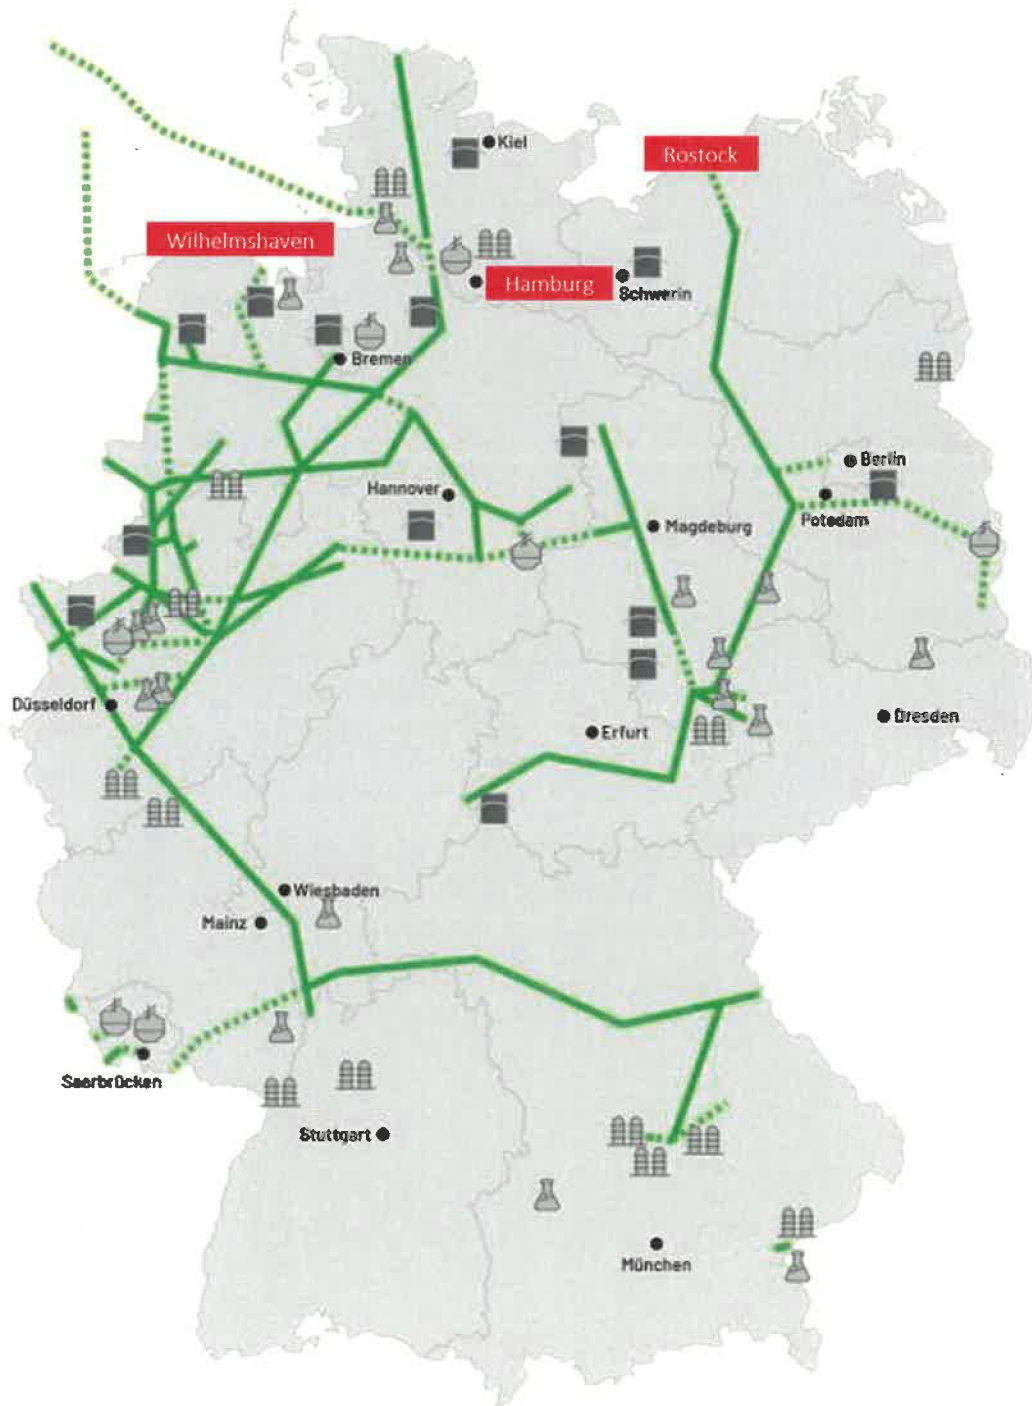 Kiel
Rostock
Wilhelmshaven
Hamburg
Schwerin
Bremen
Berlin
Hannover
Potsdam
Magdeburg
Düsseldorf
Erfurt
Dresden
Wiesbaden
Mainz
Saarbrücken
Stuttgart
München